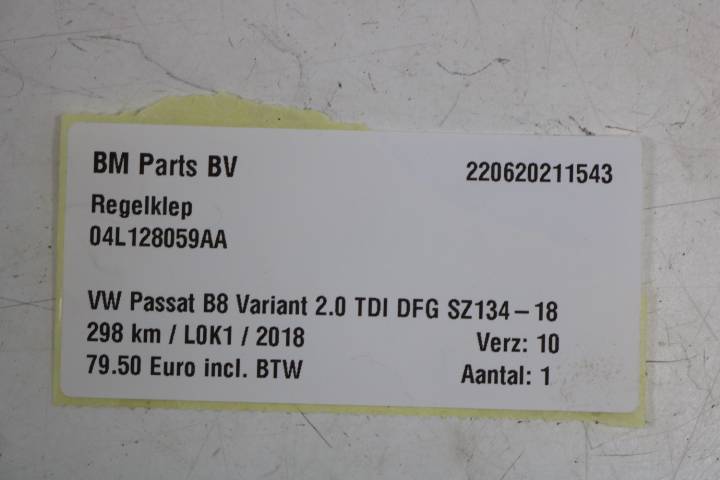 BM Parts BV 220620211543
Regelklep
04L128059AA
VW Passat B8 Variant 2.0 TDI DFG SZ134-18
298 km / L0K1 / 2018 Verz: 10
79.50 Euro incl. BTW Aantal: 1